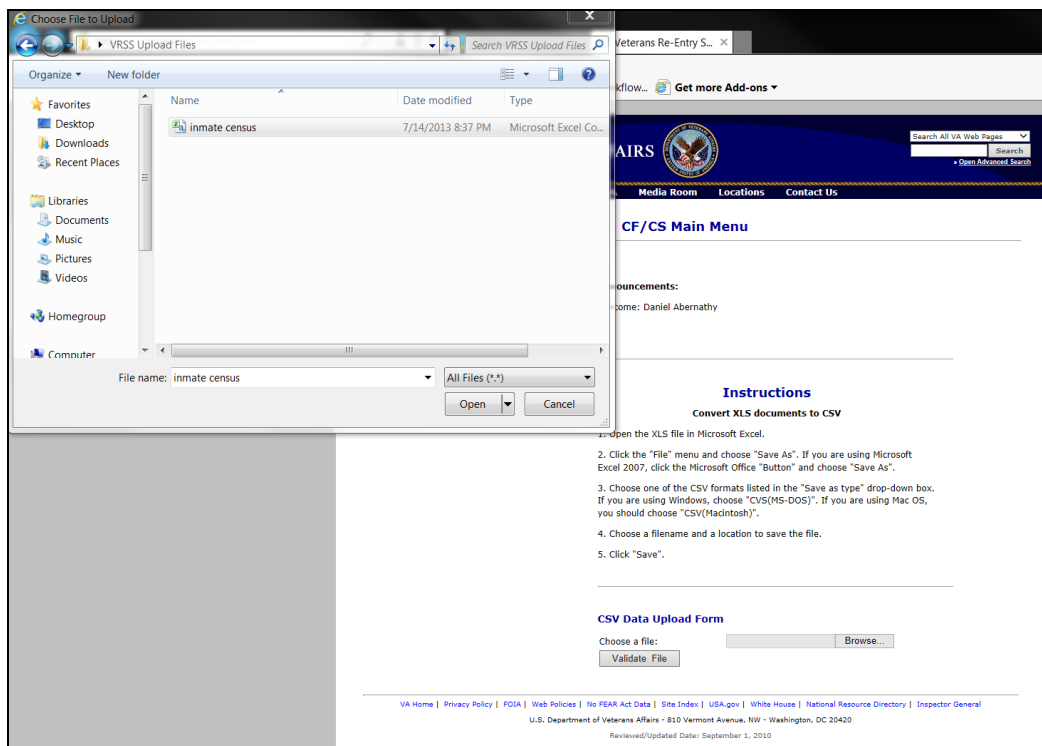 Choose File to Upload
X
VRSS Upload Files
Search VRSS Upload Files
Organize
New folder
Favorites
Desktop
Downloads
Recent Places
Libraries
Documents
Music
Pictures
Videos
Homegroup
Computer
Name
Date modified
Type
inmate census
7/14/2013 8:37 PM
Microsoft Excel Co...
File name:
inmate census
All Files (*.*)
Open
Cancel
Veterans Re-Entry S...
kflow...
Get more Add-ons
AIRS
Search All VA Web Pages
Search
» Open Advanced Search
Media Room
Locations
Contact Us
CF/CS Main Menu
ouncements:
come: Daniel Abernathy
Instructions
Convert XLS documents to CSV
1. Open the XLS file in Microsoft Excel.
2. Click the "File" menu and choose "Save As". If you are using Microsoft
Excel 2007, click the Microsoft Office "Button" and choose "Save As".
3. Choose one of the CSV formats listed in the "Save as type" drop-down box.
If you are using Windows, choose "CVS(MS-DOS)". If you are using Mac OS,
you should choose "CSV(Macintosh)".
4. Choose a filename and a location to save the file.
5. Click "Save".
CSV Data Upload Form
Choose a file:
Browse...
Validate File
VA Home | Privacy Policy | FOIA | Web Policies | No FEAR Act Data | Site Index | USA.gov | White House | National Resource Directory | Inspector General
U.S. Department of Veterans Affairs - 810 Vermont Avenue, NW - Washington, DC 20420
Reviewed/Updated Date: September 1, 2010